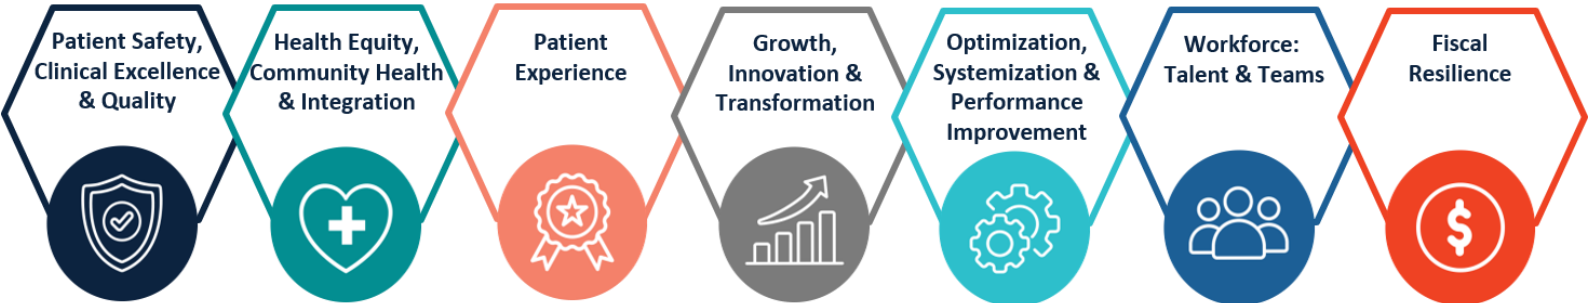 Patient Safety,
Clinical Excellence
& Quality
Health Equity,
Community Health
& Integration
Patient
Experience
Growth,
Innovation &
Transformation
Optimization,
Systemization &
Performance
Improvement
Workforce:
Talent & Teams
Fiscal
Resilience
$